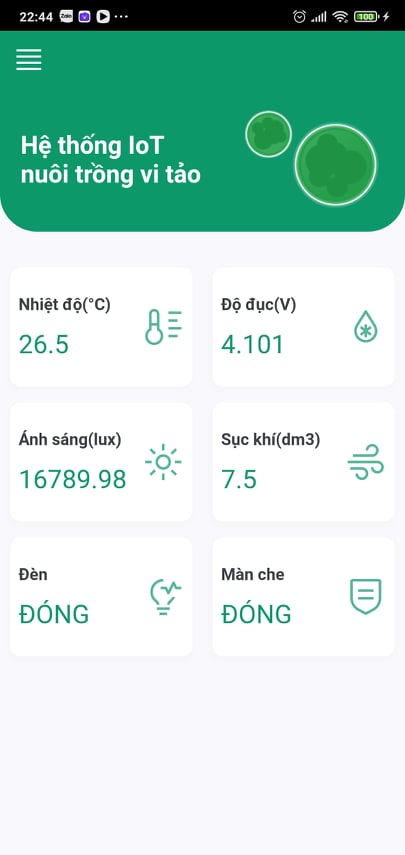 22:44 Zalo 100
Hệ thống IoT
nuôi trồng vi tảo
Nhiệt độ(°C)
26.5
Độ đục(V)
4.101
Ánh sáng(lux)
16789.98
Sục khí(dm3)
7.5
Đèn
ĐÓNG
Màn che
ĐÓNG